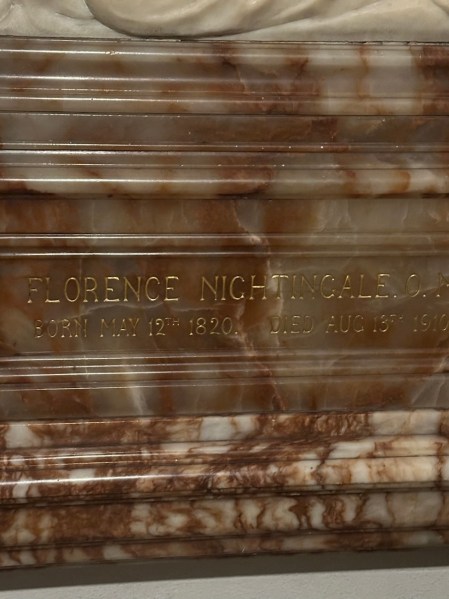 FLORENCE NIGHTINGALE. O. M
BORN MAY 12TH 1820. DIED AUG 13TH 1910